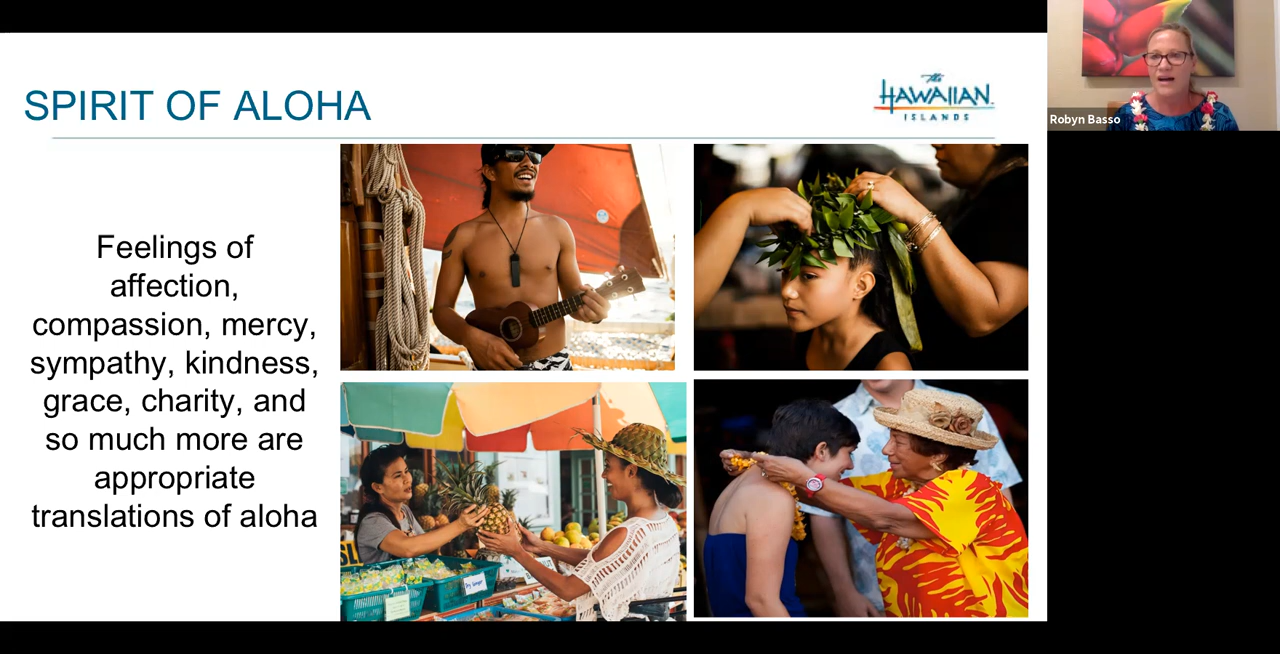 SPIRIT OF ALOHA
The
HAWAIIAN
ISLANDS
Robyn Basso
Feelings of
affection,
compassion, mercy,
sympathy, kindness,
grace, charity, and
so much more are
appropriate
translations of aloha